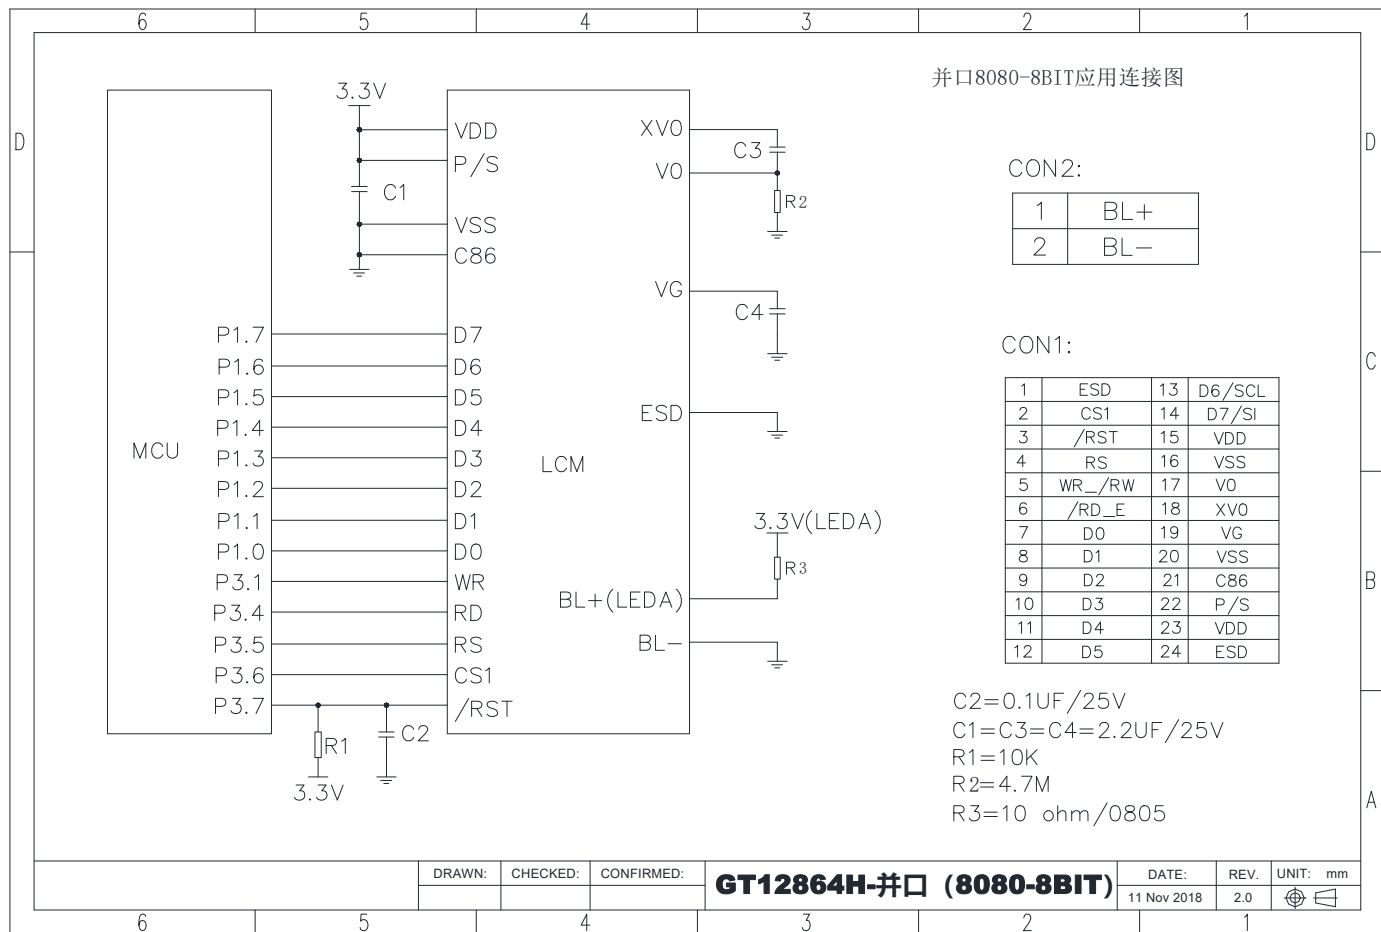 6 5 4 3 2 1
并口8080-8BIT应用连接图
D
D
3.3V
VDD
P/S
C1
VSS
C86
XV0
C3
V0
R2
VG
C4
ESD
3.3V(LEDA)
R3
BL+(LEDA)
BL-
MCU
LCM
P1.7 D7
P1.6 D6
P1.5 D5
P1.4 D4
P1.3 D3
P1.2 D2
P1.1 D1
P1.0 D0
P3.1 WR
P3.4 RD
P3.5 RS
P3.6 CS1
P3.7 /RST
R1
C2
3.3V
CON2:
1 BL+
2 BL-
C
CON1:
1 ESD 13 D6/SCL
2 CS1 14 D7/SI
3 /RST 15 VDD
4 RS 16 VSS
5 WR_/RW 17 V0
6 /RD_E 18 XV0
7 D0 19 VG
8 D1 20 VSS
9 D2 21 C86
10 D3 22 P/S
11 D4 23 VDD
12 D5 24 ESD
B
C2=0.1UF/25V
C1=C3=C4=2.2UF/25V
R1=10K
R2=4.7M
R3=10 ohm/0805
A
DRAWN: CHECKED: CONFIRMED:
GT12864H-并口（8080-8BIT）
DATE: REV. UNIT: mm
11 Nov 2018 2.0
6 5 4 3 2 1